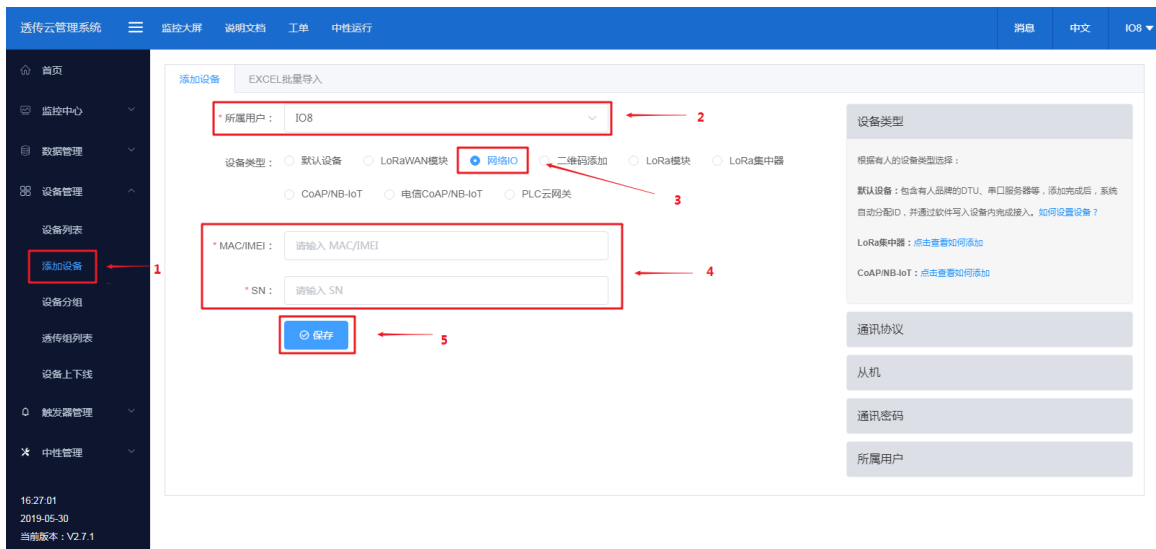 透传云管理系统 监控大屏 说明文档 工单 中性运行 消息 中文 IO8
首页
监控中心
数据管理
设备管理
设备列表
添加设备
设备分组
透传组列表
设备上下线
触发器管理
中性管理
16:27:01
2019-05-30
当前版本：V2.7.1
1
添加设备 EXCEL批量导入
* 所属用户： IO8
2
设备类型： 默认设备 LoRaWAN模块 网络IO 二维码添加 LoRa模块 LoRa集中器
CoAP/NB-IoT 电信CoAP/NB-IoT PLC云网关
3
* MAC/IMEI： 请输入 MAC/IMEI
4
* SN： 请输入 SN
保存
5
设备类型
根据有人的设备类型选择：
默认设备：包含有人品牌的DTU、串口服务器等，添加完成后，系统
自动分配ID，并通过软件写入设备内完成接入。如何设置设备？
LoRa集中器：点击查看如何添加
CoAP/NB-IoT：点击查看如何添加
通讯协议
从机
通讯密码
所属用户